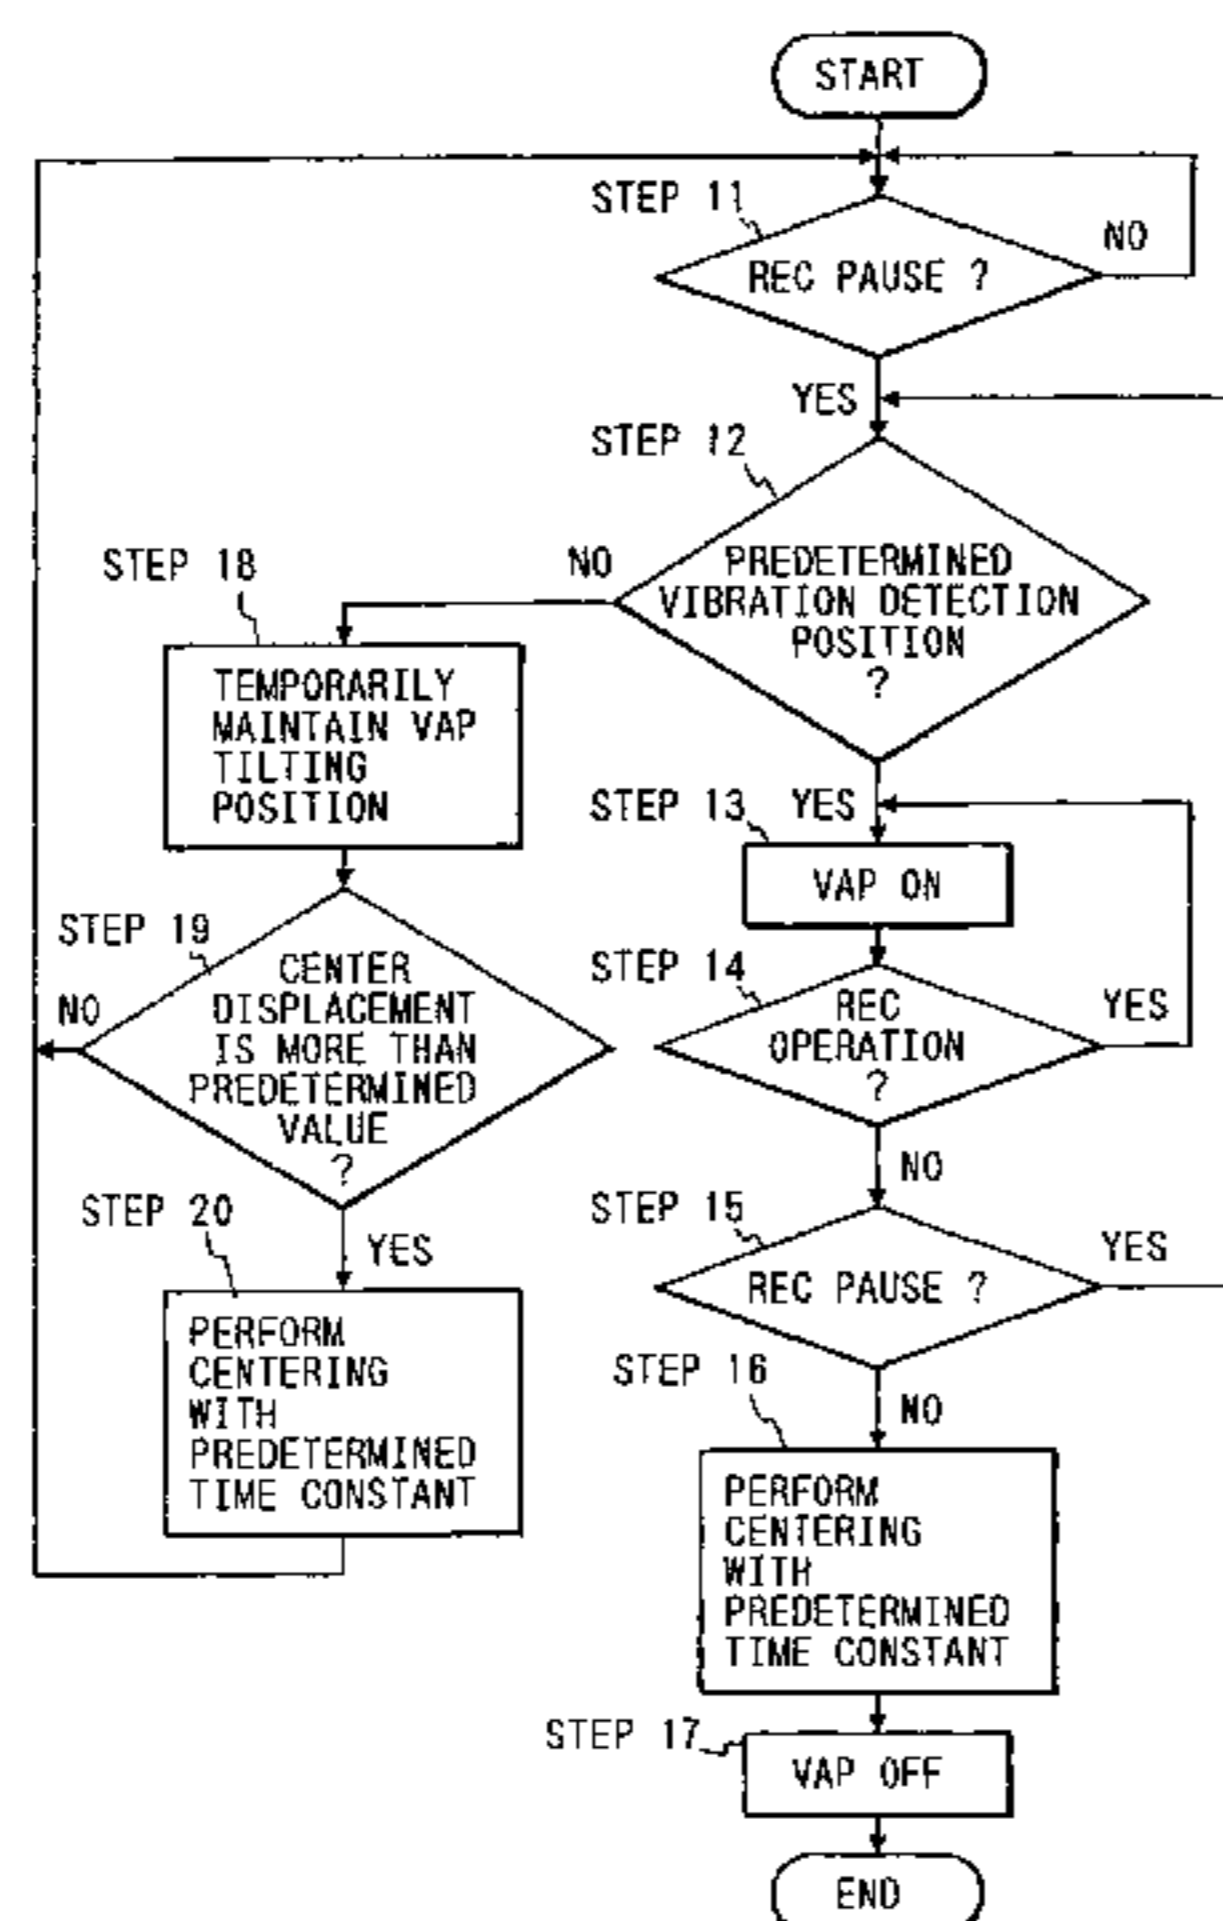 START
STEP 11
REC PAUSE ?
NO
YES
STEP 12
PREDETERMINED
VIBRATION DETECTION
POSITION
?
NO
YES
STEP 18
TEMPORARILY
MAINTAIN VAP
TILTING
POSITION
STEP 19
CENTER
DISPLACEMENT
IS MORE THAN
PREDETERMINED
VALUE
?
NO
YES
STEP 20
PERFORM
CENTERING
WITH
PREDETERMINED
TIME CONSTANT
STEP 13
VAP ON
STEP 14
REC
OPERATION
?
YES
NO
STEP 15
REC PAUSE ?
YES
NO
STEP 16
PERFORM
CENTERING
WITH
PREDETERMINED
TIME CONSTANT
STEP 17
VAP OFF
END